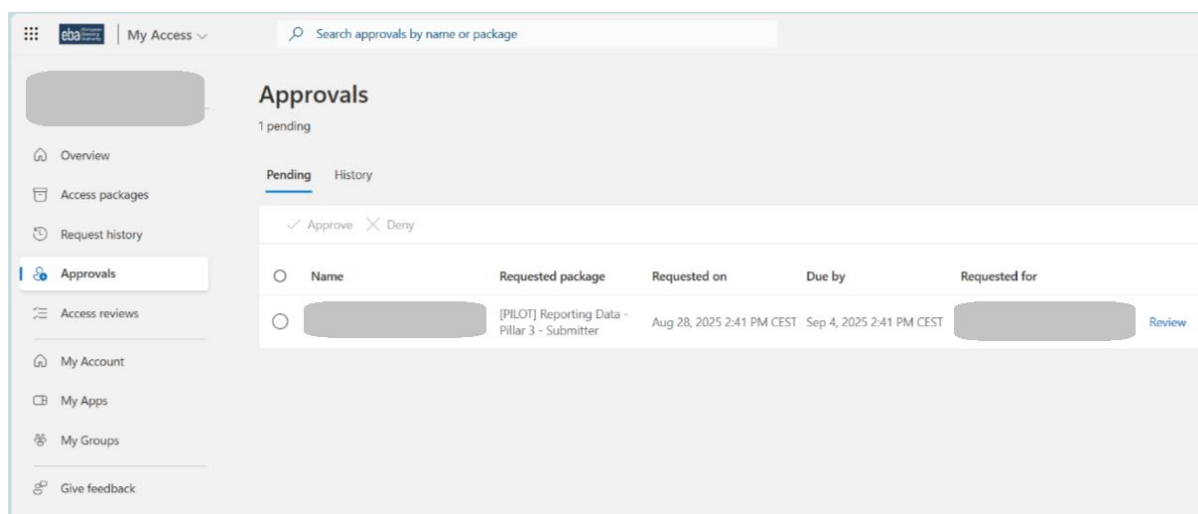 eba European Banking Authority My Access
Search approvals by name or package
Approvals
1 pending
Overview
Access packages
Request history
Approvals
Access reviews
My Account
My Apps
My Groups
Give feedback
Pending History
Approve Deny
Name Requested package Requested on Due by Requested for
[PILOT] Reporting Data -
Pillar 3 - Submitter
Aug 28, 2025 2:41 PM CEST Sep 4, 2025 2:41 PM CEST
Review